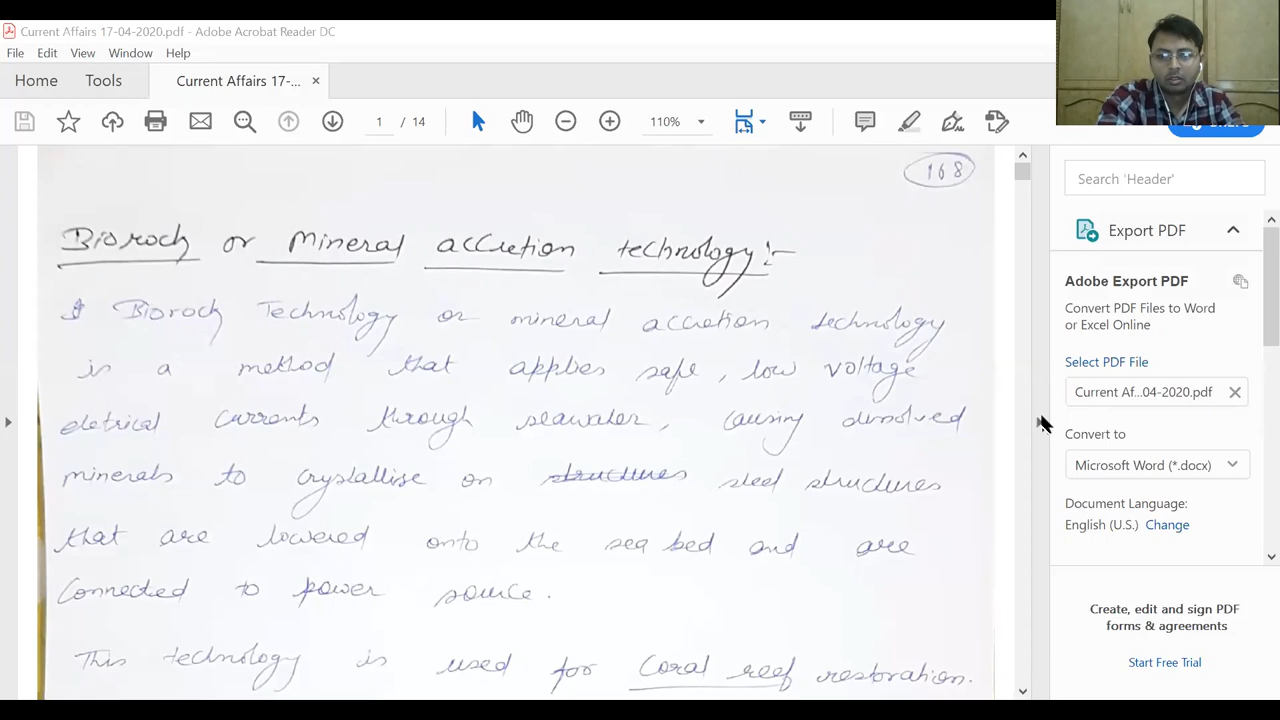 Current Affairs 17-04-2020.pdf - Adobe Acrobat Reader DC
File Edit View Window Help
Home Tools Current Affairs 17-... ×
1 / 14 110%
168
Biorock or Mineral accretion technology:-
Biorock Technology or mineral accretion technology
is a method that applies safe, low voltage
eletrical currents through seawater, causing dissolved
minerals to crystallise on structures steel structures
that are lowered onto the sea bed and are
Connected to power source.
This technology is used for Coral reef restoration.
Search 'Header'
Export PDF
Adobe Export PDF
Convert PDF Files to Word
or Excel Online
Select PDF File
Current Af...04-2020.pdf
Convert to
Microsoft Word (*.docx)
Document Language:
English (U.S.) Change
Create, edit and sign PDF
forms & agreements
Start Free Trial